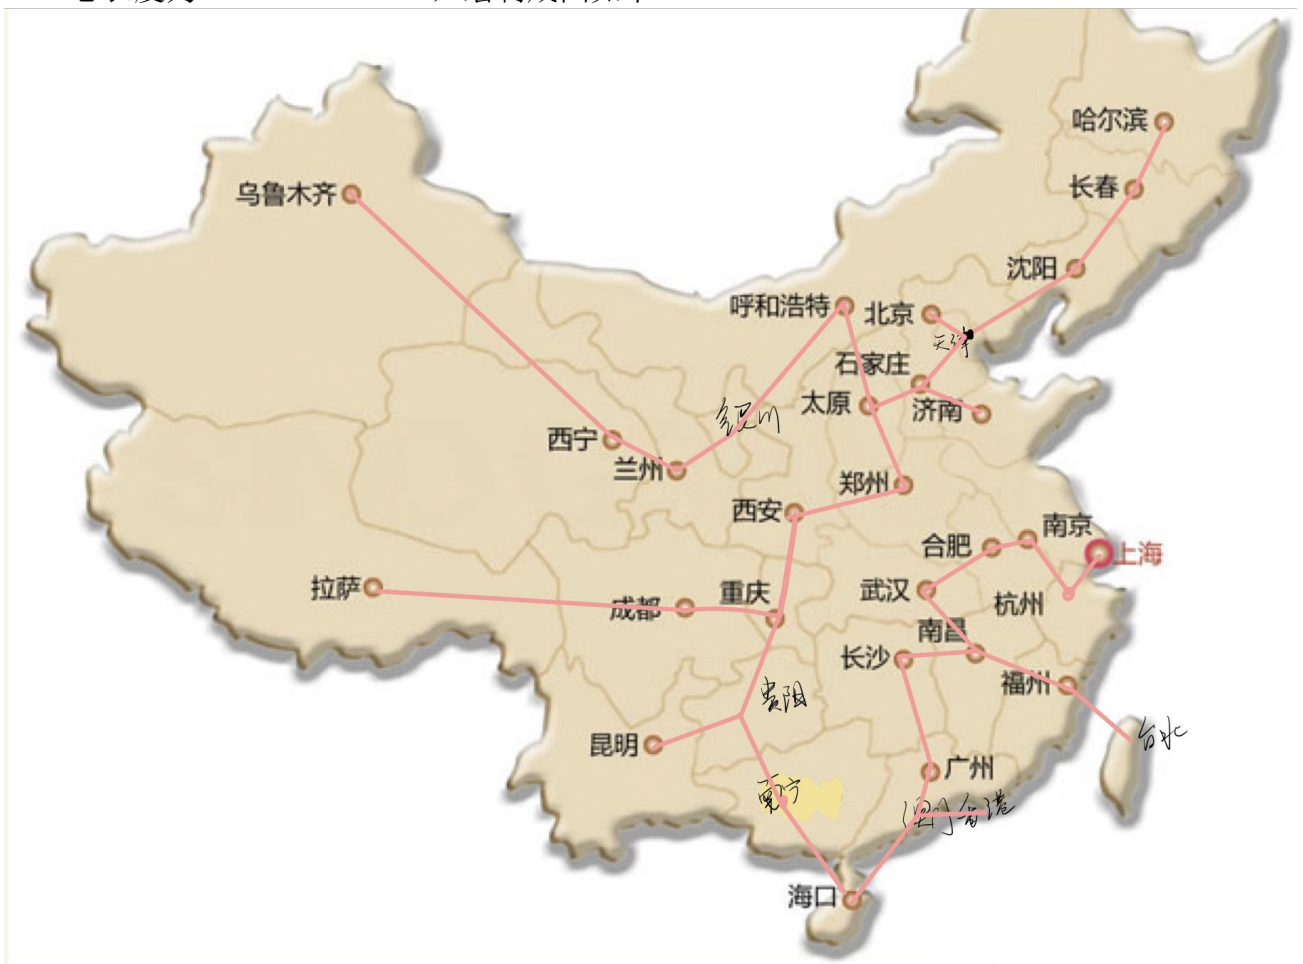 哈尔滨
长春
乌鲁木齐
沈阳
呼和浩特
北京
天津
石家庄
太原
济南
银川
西宁
兰州
郑州
西安
南京
合肥
上海
拉萨
成都
重庆
武汉
杭州
南昌
长沙
福州
贵阳
昆明
台北
广州
南宁
澳门香港
海口